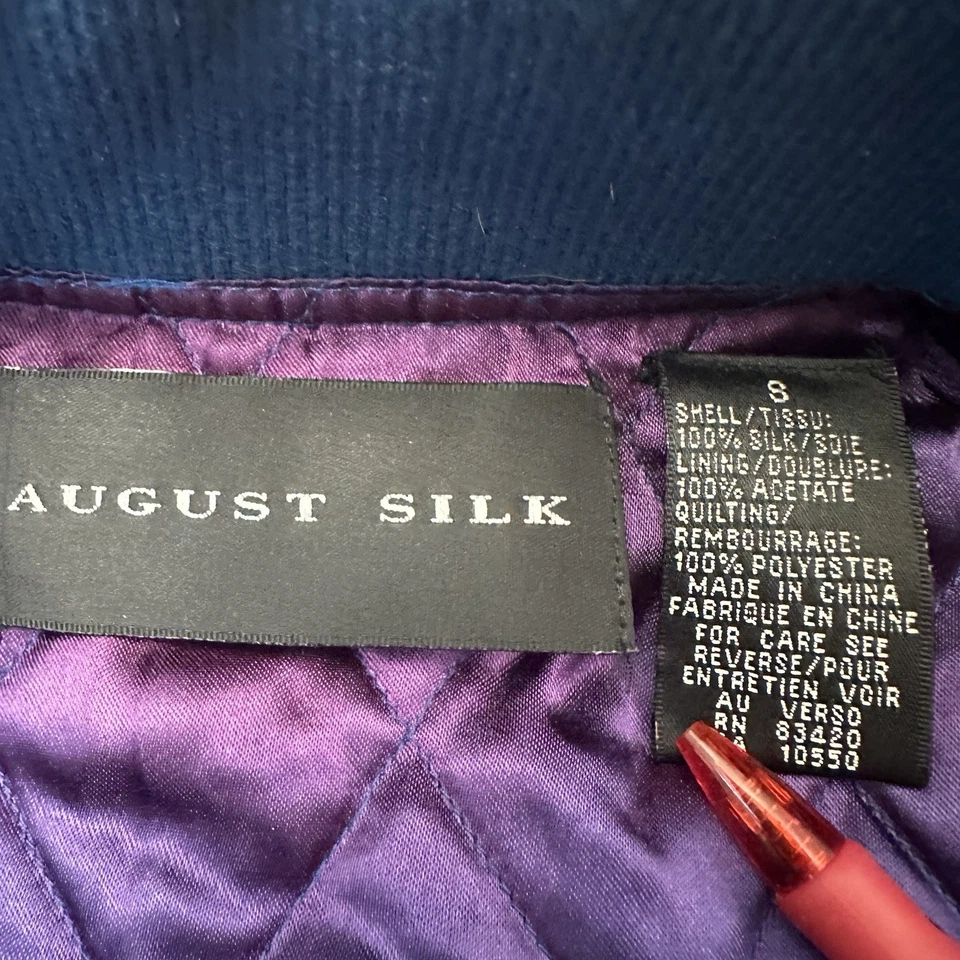 AUGUST SILK
S
SHELL/TISSU:
100% SILK/SOIE
LINING/DOUBLUPE:
100% ACETATE
QUILTING/
REMBOURRAGE:
100% POLYESTER
MADE IN CHINA
FABRIQUE EN CHINE
FOR CARE SEE
REVERSE/POUR
ENTRETIEN VOIR
AU VERSO
RN 83420
10550